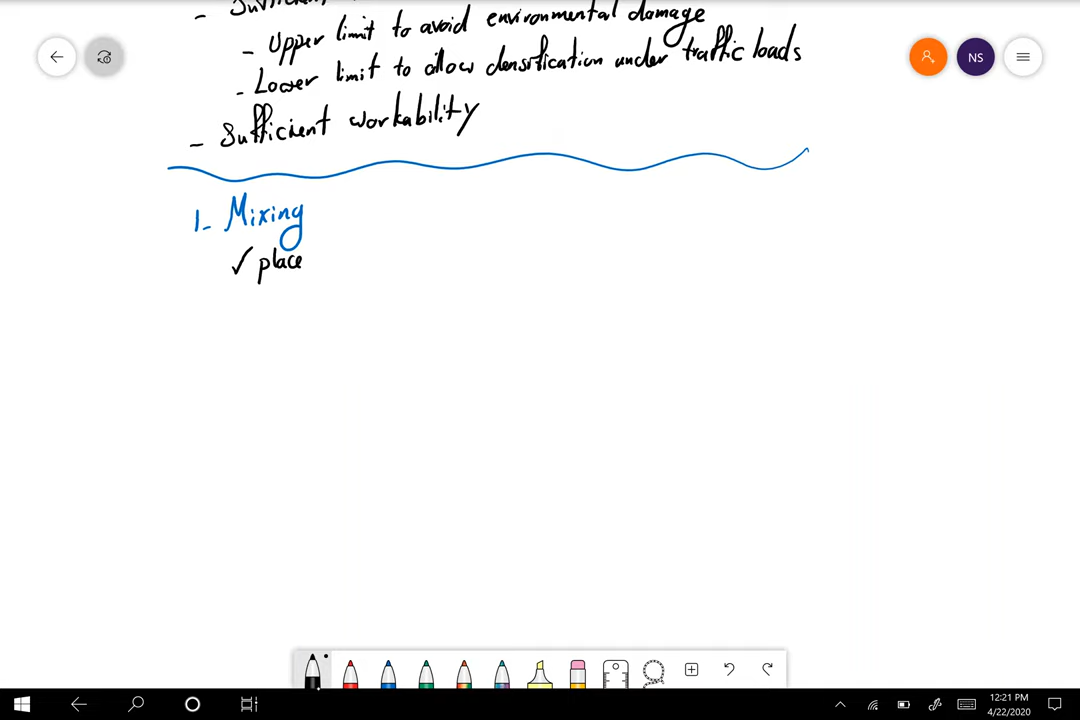 - Sufficient
- Upper limit to avoid environmental damage
- Lower limit to allow densification under traffic loads
- Sufficient workability
1- Mixing
✓ place
NS
12:21 PM
4/22/2020